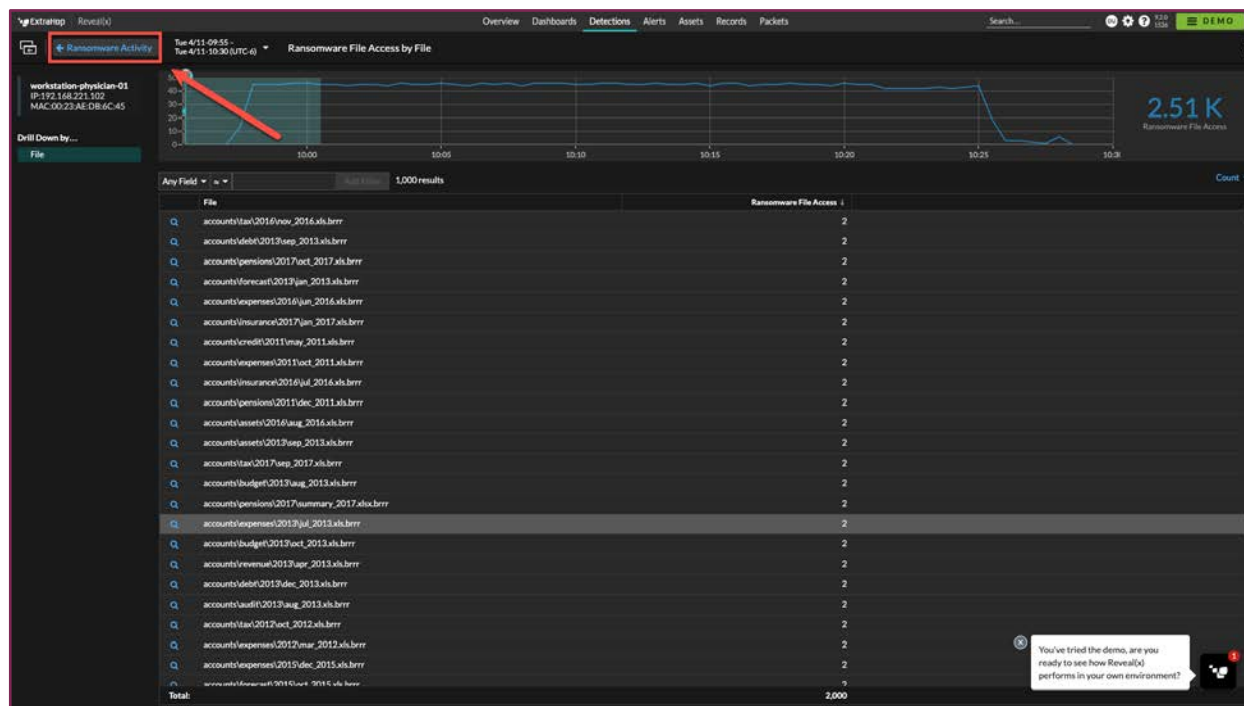 ExtraHop Reveal(x) Overview Dashboards Detections Alerts Assets Records Packets Search... DEMO
← Ransomware Activity
Tue 4/11-09:55 -
Tue 4/11-10:30 (UTC-6)
Ransomware File Access by File
workstation-physician-01
IP:192.168.221.102
MAC:00:23:AE:DB:6C:45
Drill Down by...
File
40
30
20
10
0
10:00 10:05 10:10 10:15 10:20 10:25
2.51 K
Ransomware File Access
Any Field ≈ 1,000 results Count
File Ransomware File Access ↓
accounts\tax\2016\nov_2016.xls.brrr 2
accounts\debt\2013\sep_2013.xls.brrr 2
accounts\pensions\2017\oct_2017.xls.brrr 2
accounts\forecast\2013\jan_2013.xls.brrr 2
accounts\expenses\2016\jun_2016.xls.brrr 2
accounts\insurance\2017\jan_2017.xls.brrr 2
accounts\credit\2011\may_2011.xls.brrr 2
accounts\expenses\2011\oct_2011.xls.brrr 2
accounts\insurance\2016\jul_2016.xls.brrr 2
accounts\pensions\2011\dec_2011.xls.brrr 2
accounts\assets\2016\aug_2016.xls.brrr 2
accounts\assets\2013\sep_2013.xls.brrr 2
accounts\tax\2017\sep_2017.xls.brrr 2
accounts\budget\2013\aug_2013.xls.brrr 2
accounts\pensions\2017\summary_2017.xlsx.brrr 2
accounts\expenses\2013\jul_2013.xls.brrr 2
accounts\budget\2013\oct_2013.xls.brrr 2
accounts\revenue\2013\apr_2013.xls.brrr 2
accounts\debt\2013\dec_2013.xls.brrr 2
accounts\audit\2013\aug_2013.xls.brrr 2
accounts\tax\2012\oct_2012.xls.brrr 2
accounts\expenses\2012\mar_2012.xls.brrr 2
accounts\expenses\2015\dec_2015.xls.brrr 2
accounts\forecast\2015\oct_2015.xls.brrr 2
Total: 2,000
You've tried the demo, are you
ready to see how Reveal(x)
performs in your own environment?
1